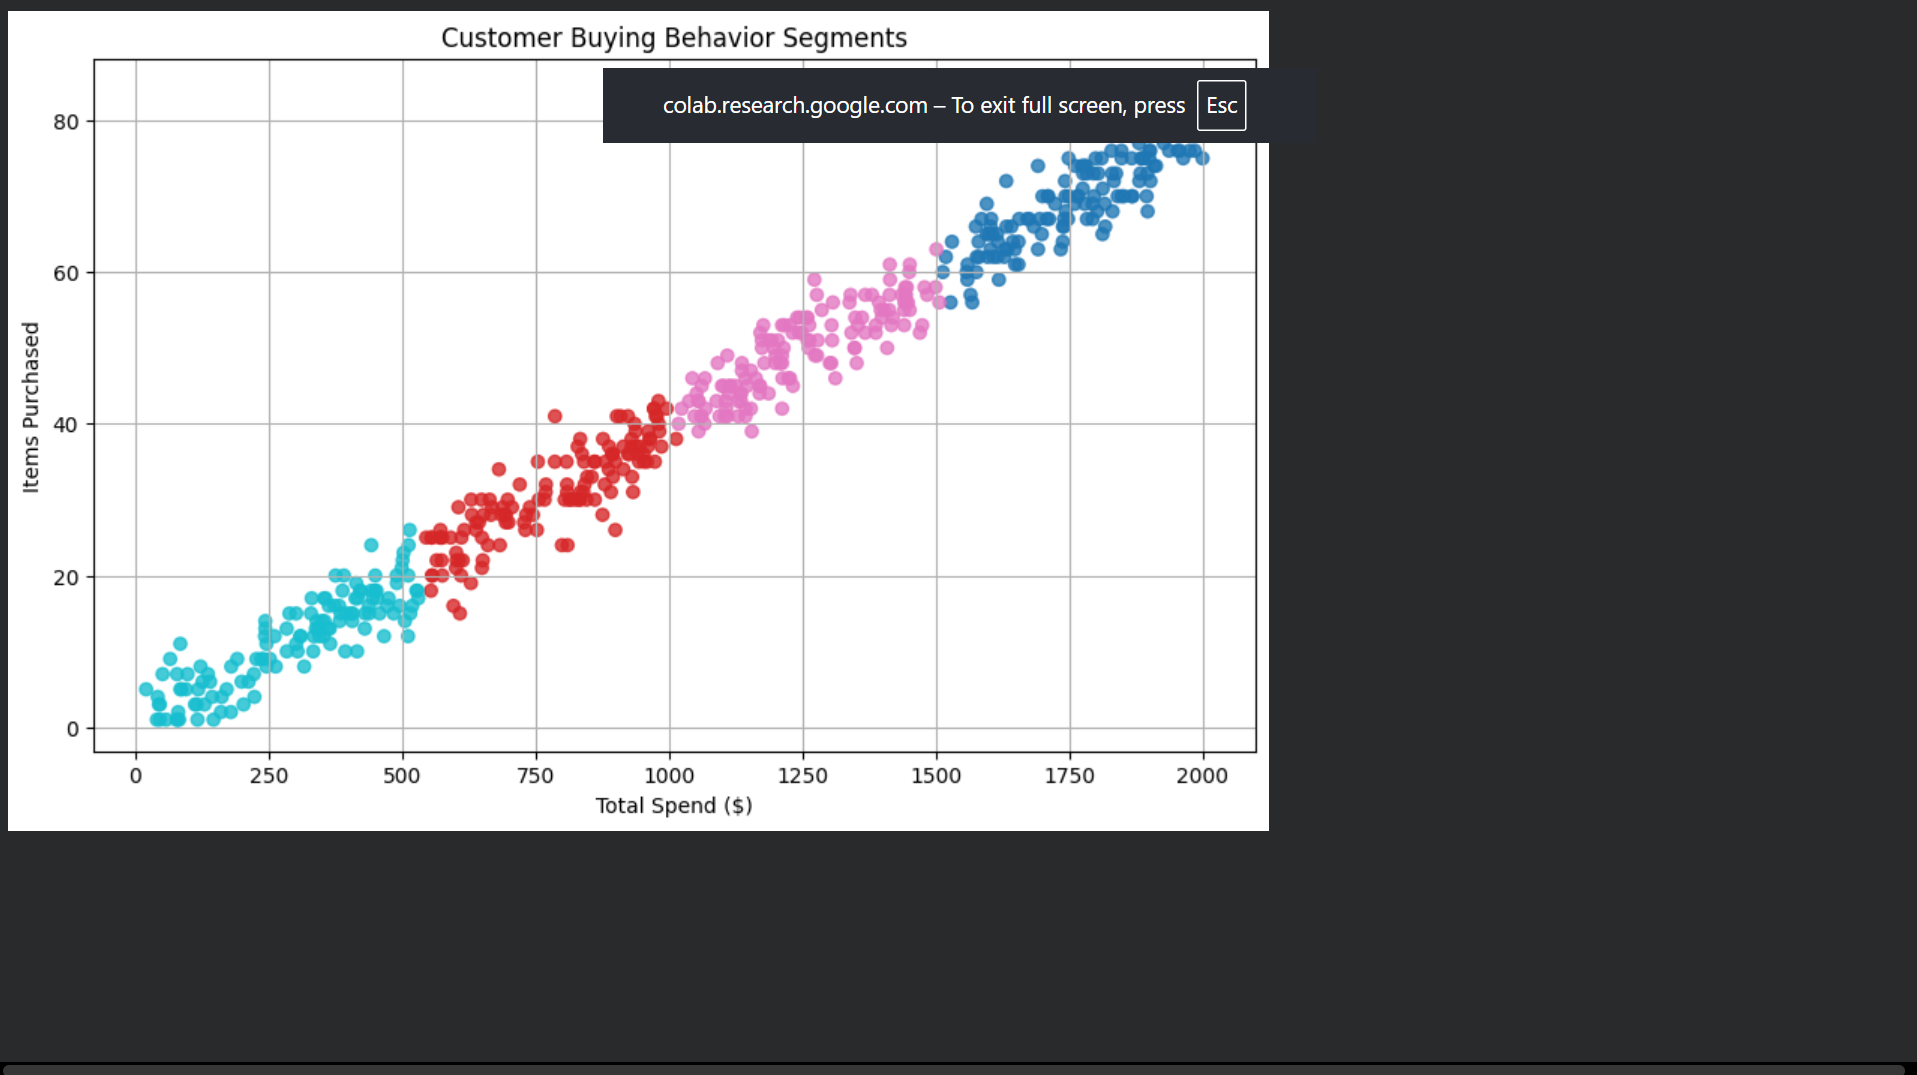 Customer Buying Behavior Segments
colab.research.google.com – To exit full screen, press Esc
80
60
40
20
0
Items Purchased
0 250 500 750 1000 1250 1500 1750 2000
Total Spend ($)